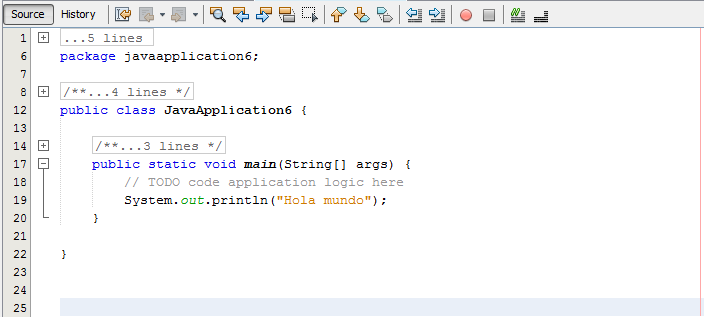 Source History
1 ...5 lines
6 package javaapplication6;
7
8 /**...4 lines */
12 public class JavaApplication6 {
13
14 /**...3 lines */
17 public static void main(String[] args) {
18 // TODO code application logic here
19 System.out.println("Hola mundo");
20 }
21
22 }
23
24
25